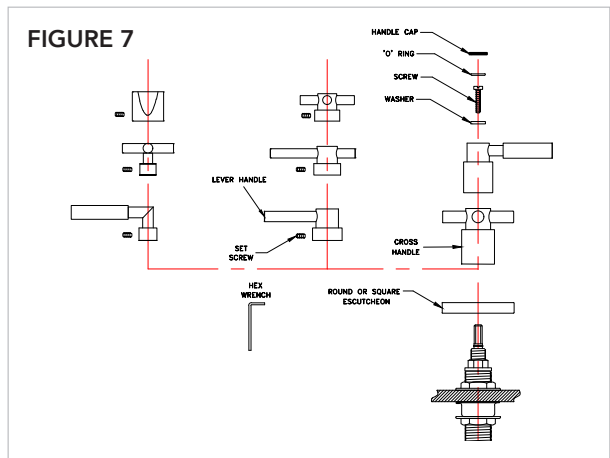 FIGURE 7
HANDLE CAP
'O' RING
SCREW
WASHER
LEVER HANDLE
SET
SCREW
CROSS
HANDLE
HEX
WRENCH
ROUND OR SQUARE
ESCUTCHEON